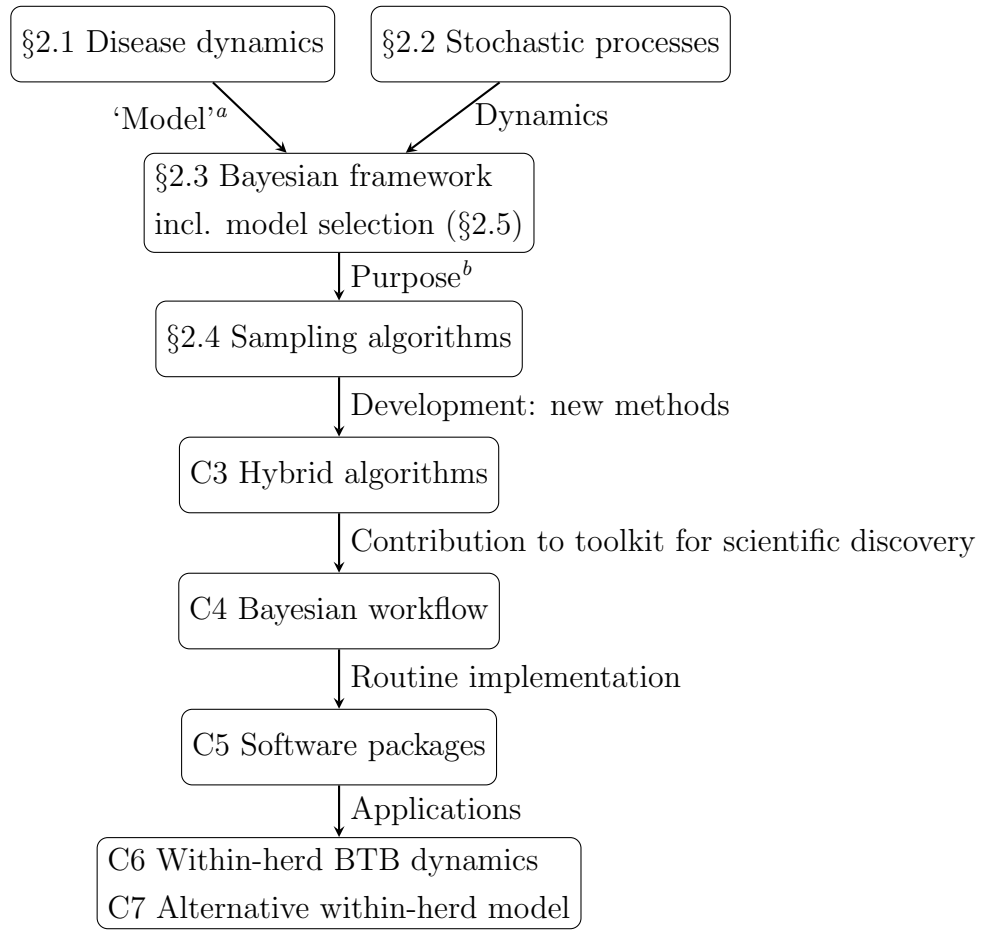 §2.1 Disease dynamics
§2.2 Stochastic processes
‘Model’ᵃ
Dynamics
§2.3 Bayesian framework
incl. model selection (§2.5)
Purposeᵇ
§2.4 Sampling algorithms
Development: new methods
C3 Hybrid algorithms
Contribution to toolkit for scientific discovery
C4 Bayesian workflow
Routine implementation
C5 Software packages
Applications
C6 Within-herd BTB dynamics
C7 Alternative within-herd model